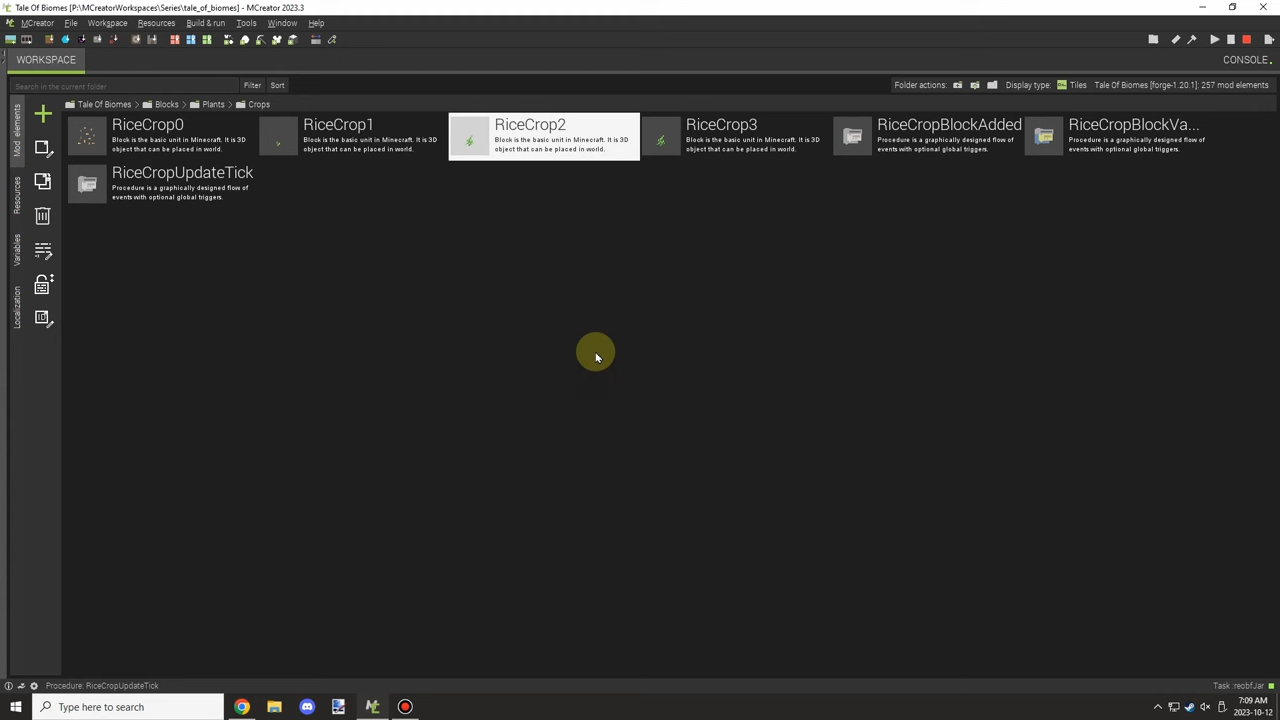 Tale Of Biomes [P:\MCreatorWorkspaces\Series\tale_of_biomes] - MCreator 2023.3
MCreator File Workspace Resources Build & run Tools Window Help
WORKSPACE
CONSOLE
Search in the current folder
Filter
Sort
Folder actions:
Display type:
Tiles
Tale Of Biomes [forge-1.20.1]: 257 mod elements
Tale Of Biomes > Blocks > Plants > Crops
Mod elements
Resources
Variables
Localization
RiceCrop0
Block is the basic unit in Minecraft. It is 3D
object that can be placed in world.
RiceCrop1
Block is the basic unit in Minecraft. It is 3D
object that can be placed in world.
RiceCrop2
Block is the basic unit in Minecraft. It is 3D
object that can be placed in world.
RiceCrop3
Block is the basic unit in Minecraft. It is 3D
object that can be placed in world.
RiceCropBlockAdded
Procedure is a graphically designed flow of
events with optional global triggers.
RiceCropBlockVa...
Procedure is a graphically designed flow of
events with optional global triggers.
RiceCropUpdateTick
Procedure is a graphically designed flow of
events with optional global triggers.
Procedure: RiceCropUpdateTick
Task :reobfJar
Type here to search
7:09 AM
2023-10-12